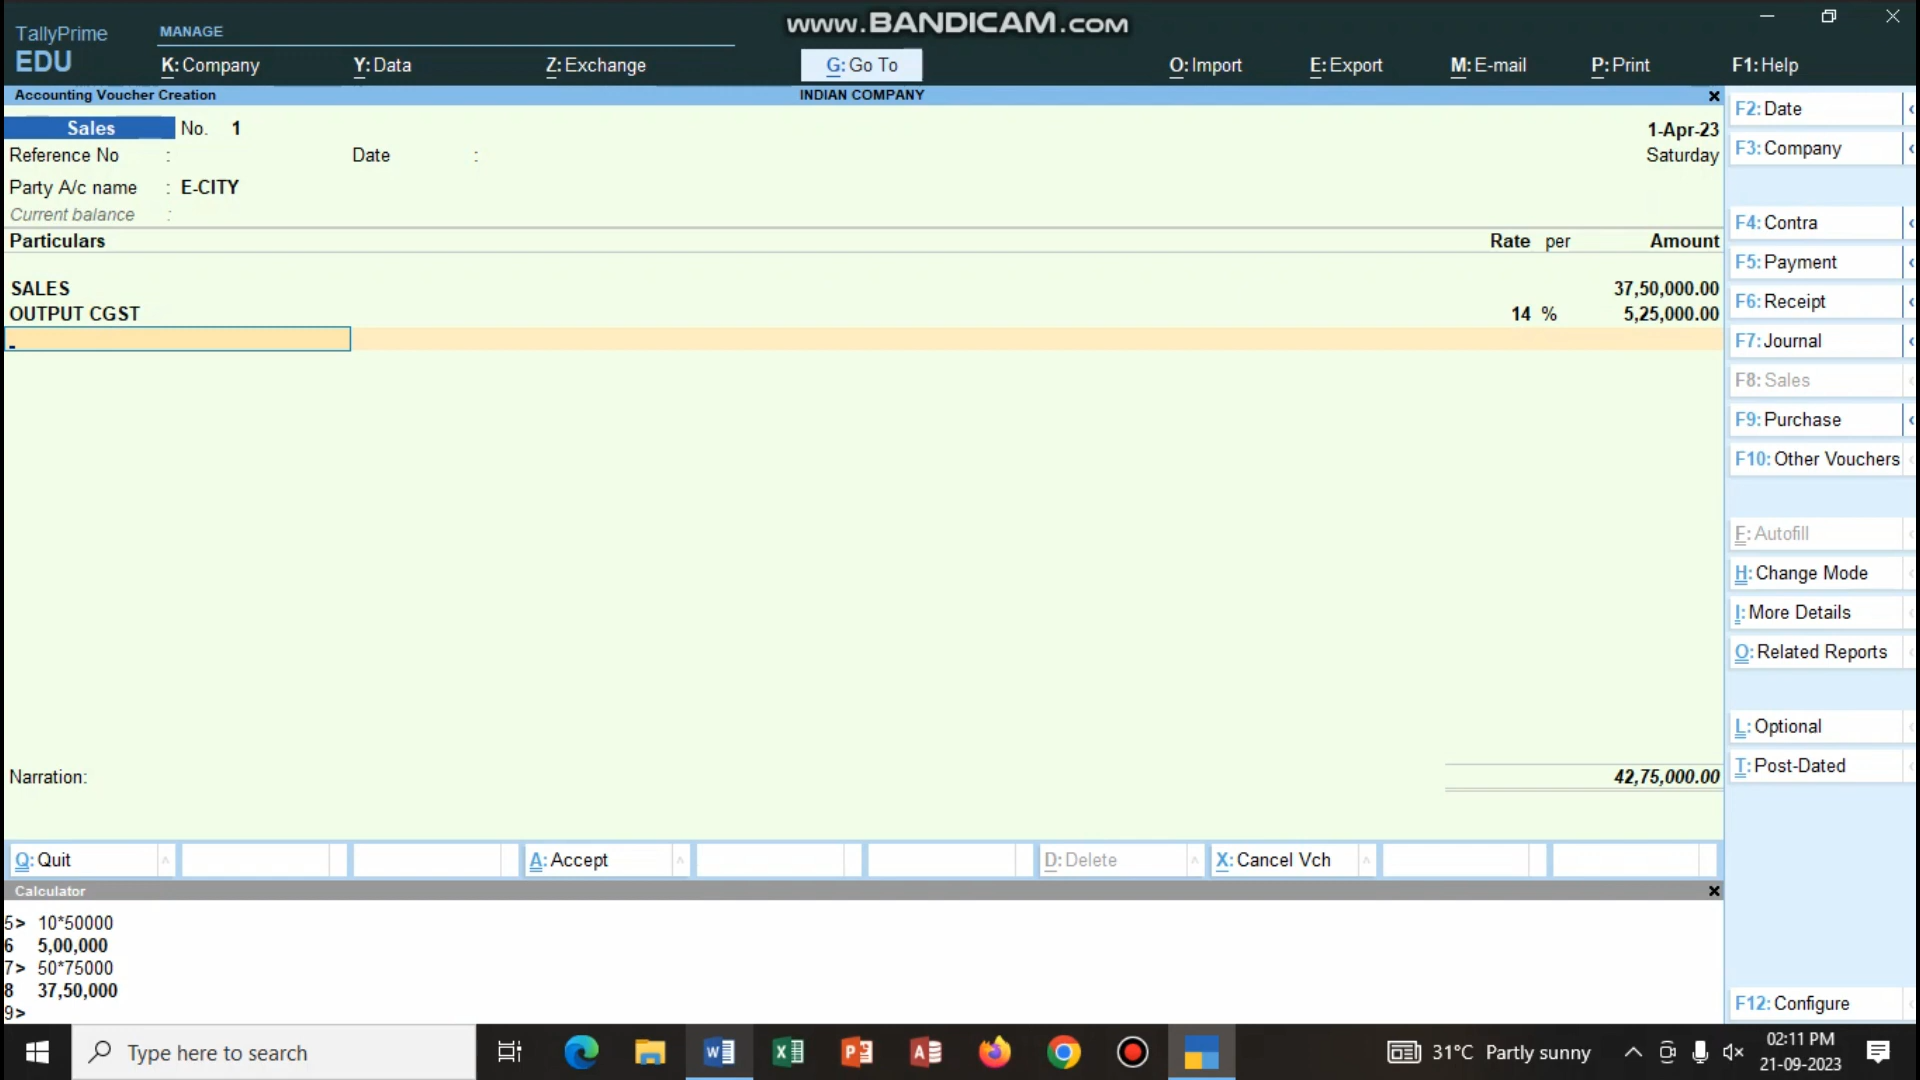 www.BANDICAM.com
TallyPrime
EDU
MANAGE
K: Company
Y: Data
Z: Exchange
G: Go To
O: Import
E: Export
M: E-mail
P: Print
F1: Help
Accounting Voucher Creation
INDIAN COMPANY
Sales No. 1
1-Apr-23
Reference No : Date :
Saturday
Party A/c name : E-CITY
Current balance :
Particulars Rate per Amount
SALES 37,50,000.00
OUTPUT CGST 14 % 5,25,000.00
Narration: 42,75,000.00
F2: Date
F3: Company
F4: Contra
F5: Payment
F6: Receipt
F7: Journal
F8: Sales
F9: Purchase
F10: Other Vouchers
F: Autofill
H: Change Mode
I: More Details
O: Related Reports
L: Optional
T: Post-Dated
F12: Configure
Q: Quit
A: Accept
D: Delete
X: Cancel Vch
Calculator
5> 10*50000
6 5,00,000
7> 50*75000
8 37,50,000
9>
Type here to search
31°C Partly sunny
02:11 PM
21-09-2023